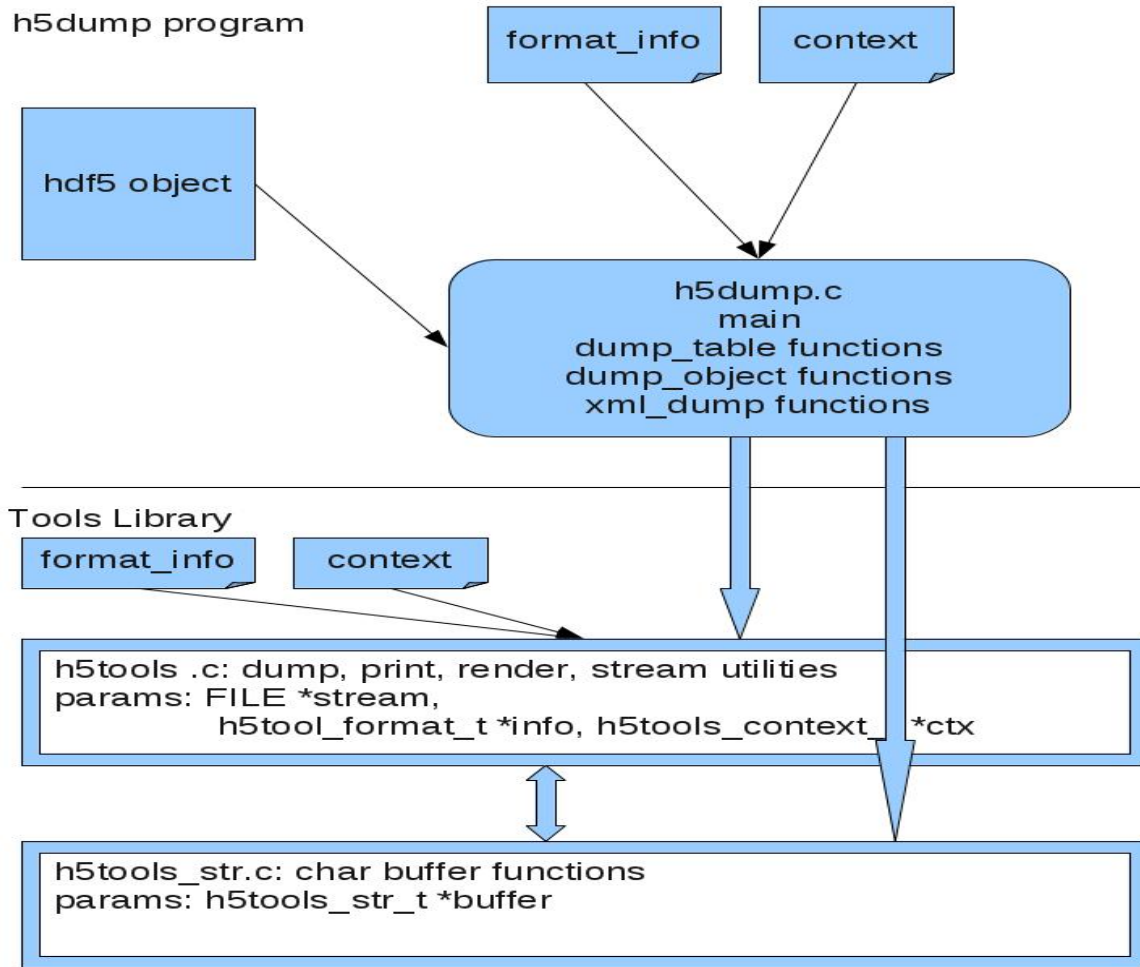 h5dump program
format_info
context
hdf5 object
h5dump.c
main
dump_table functions
dump_object functions
xml_dump functions
Tools Library
format_info
context
h5tools .c: dump, print, render, stream utilities
params: FILE *stream,
h5tool_format_t *info, h5tools_context_ *ctx
h5tools_str.c: char buffer functions
params: h5tools_str_t *buffer